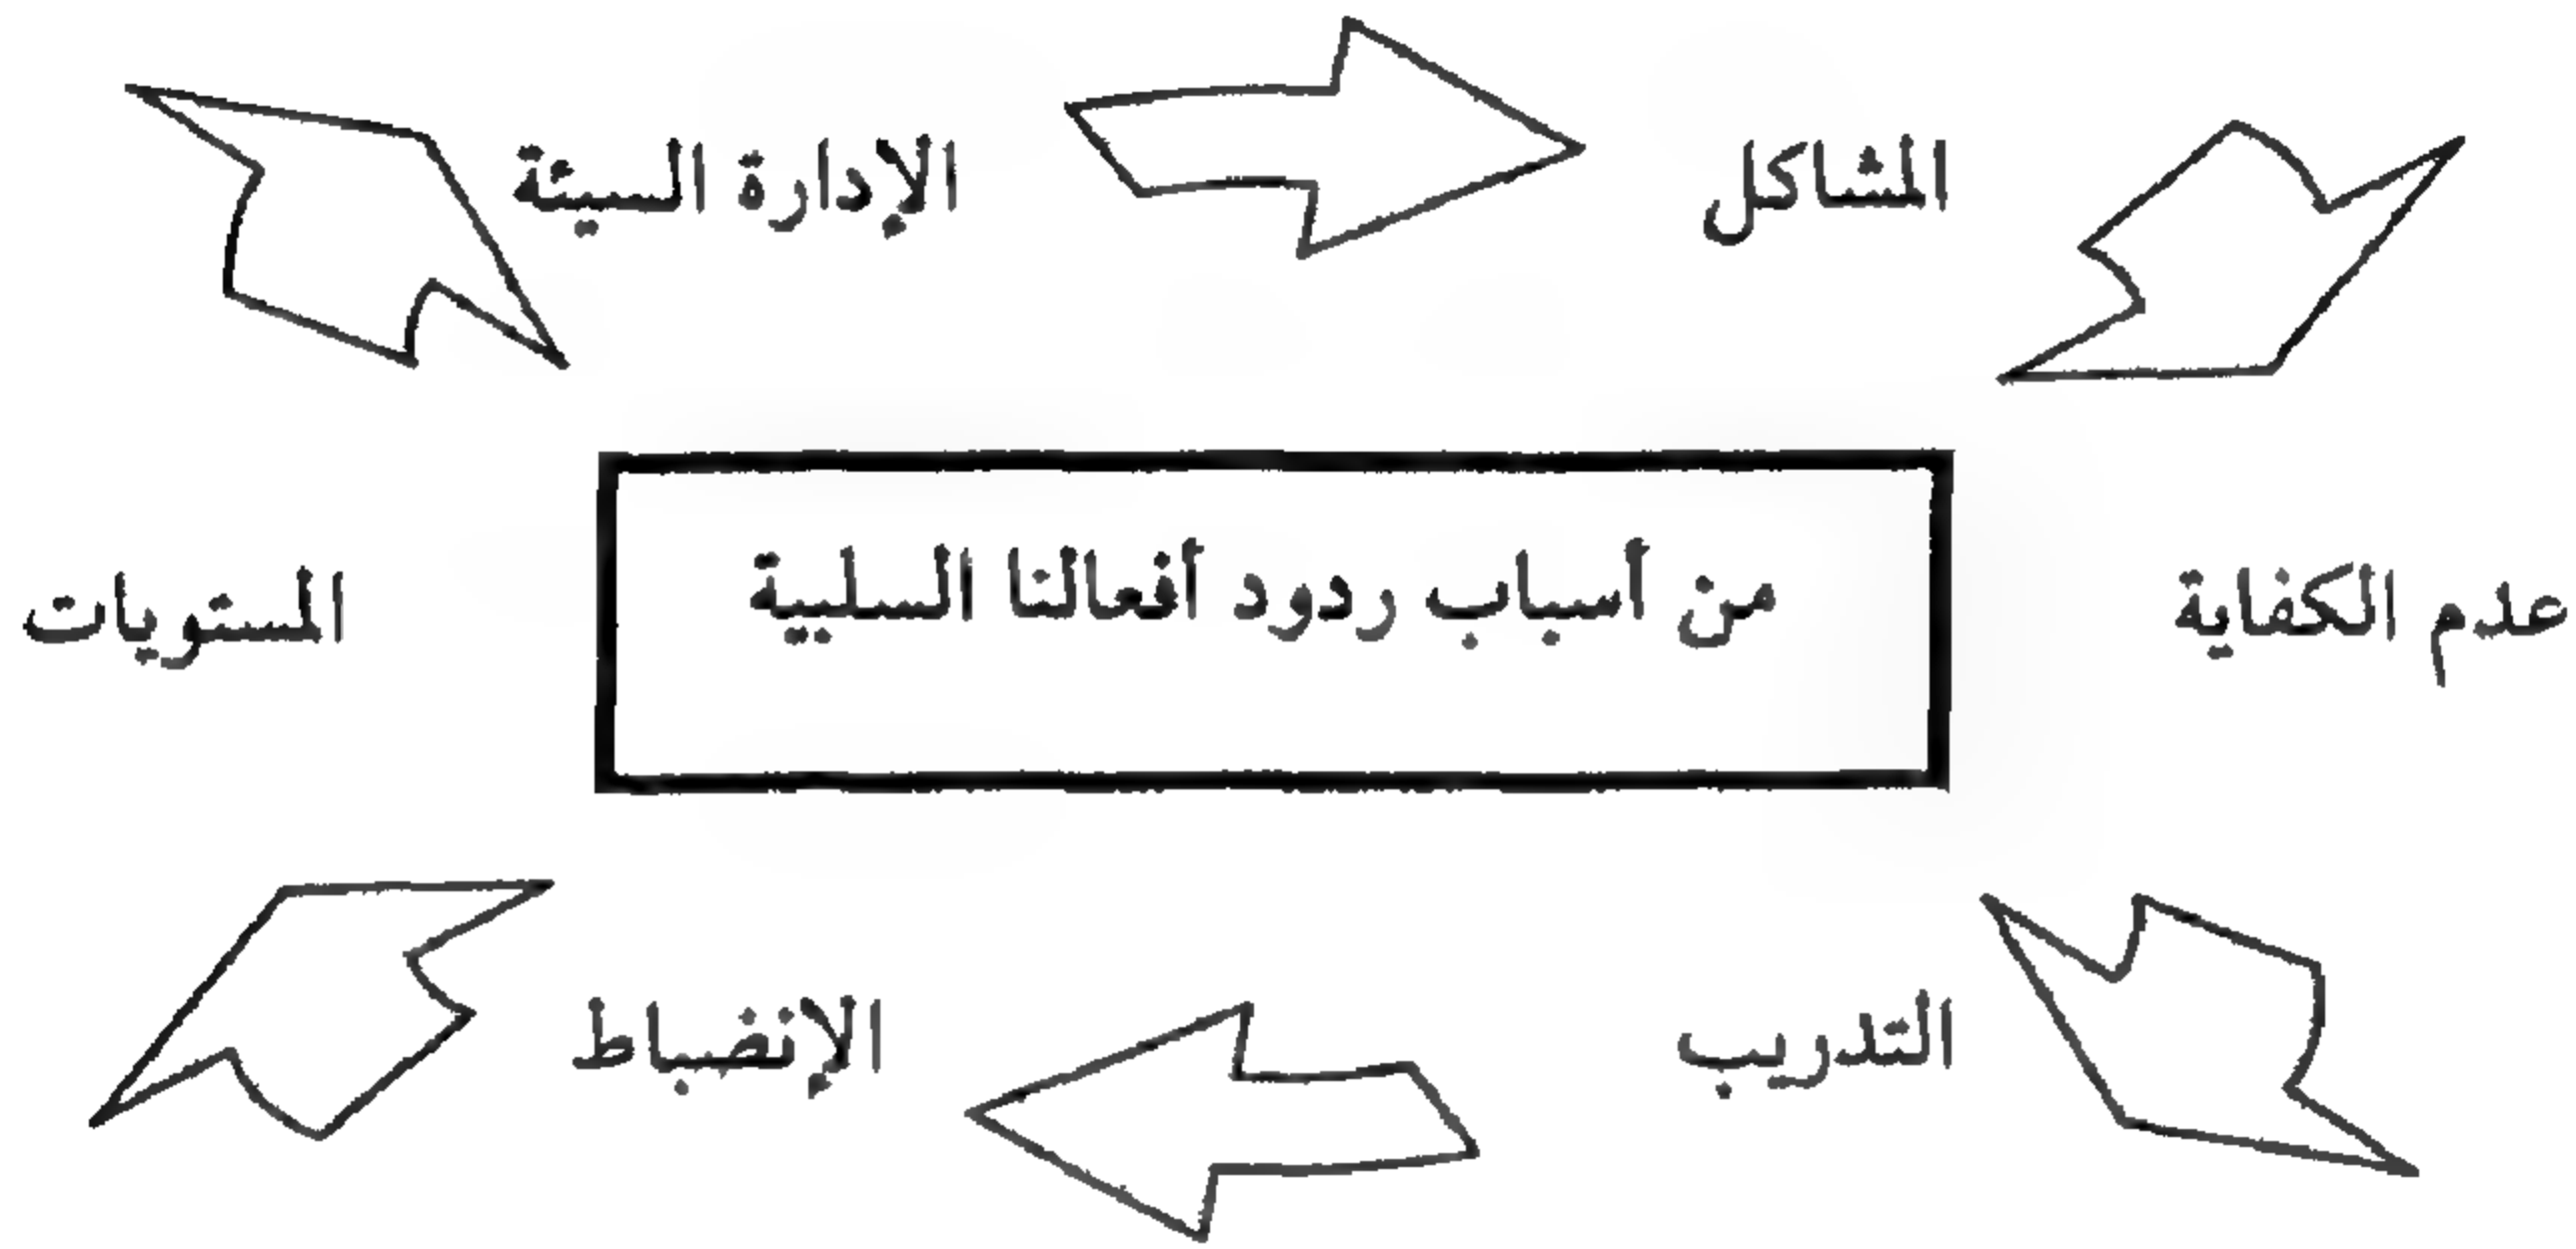 المشاكل
الإدارة السيئة
عدم الكفاية
من أسباب ردود أفعالنا السلبية
المستويات
التدريب
الإنضباط